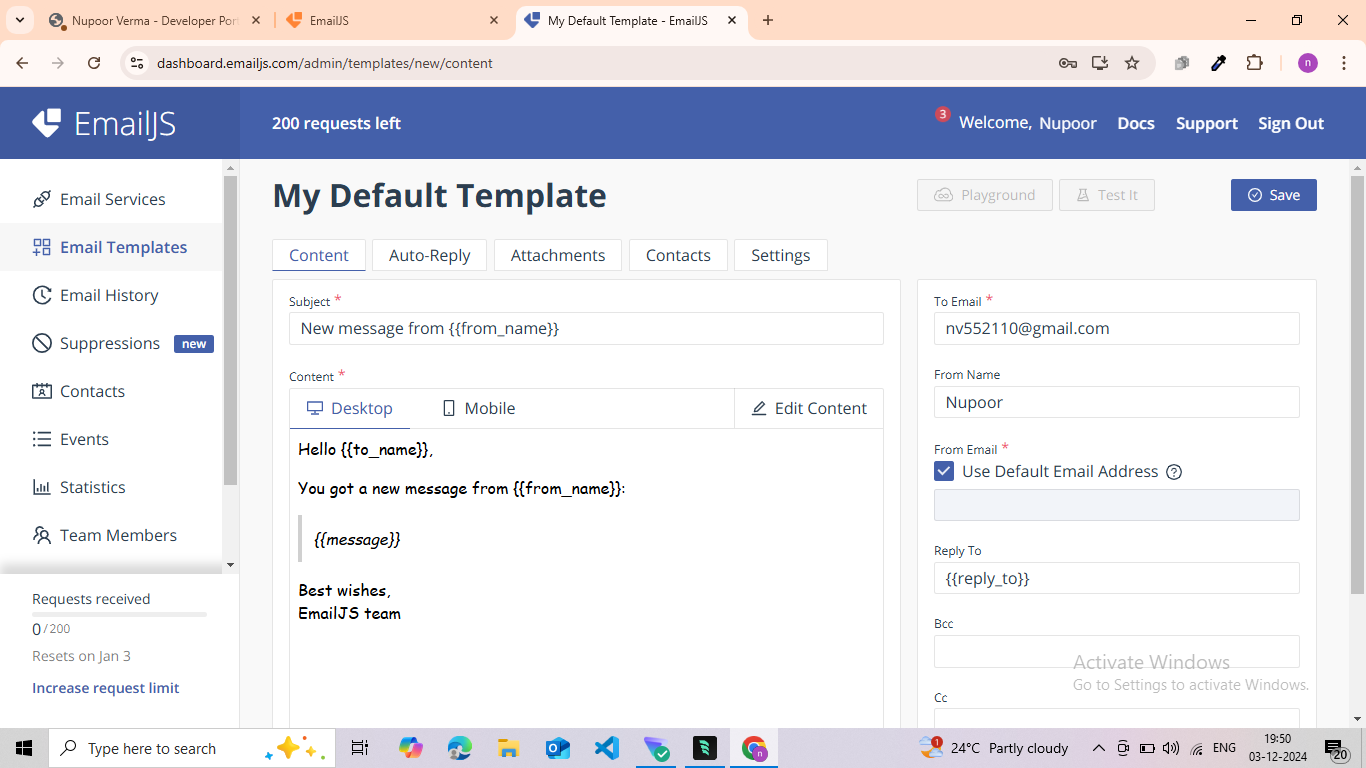 Nupoor Verma - Developer Port
EmailJS
My Default Template - EmailJS
dashboard.emailjs.com/admin/templates/new/content
n
EmailJS
200 requests left
3
Welcome, Nupoor
Docs
Support
Sign Out
Email Services
Email Templates
Email History
Suppressions
new
Contacts
Events
Statistics
Team Members
Requests received
0/200
Resets on Jan 3
Increase request limit
My Default Template
Playground
Test It
Save
Content
Auto-Reply
Attachments
Contacts
Settings
Subject *
New message from {{from_name}}
Content *
Desktop
Mobile
Edit Content
Hello {{to_name}},
You got a new message from {{from_name}}:
{{message}}
Best wishes,
EmailJS team
To Email *
nv552110@gmail.com
From Name
Nupoor
From Email *
Use Default Email Address
Reply To
{{reply_to}}
Bcc
Cc
Activate Windows
Go to Settings to activate Windows.
Type here to search
n
1
24°C Partly cloudy
ENG
19:50
03-12-2024
20